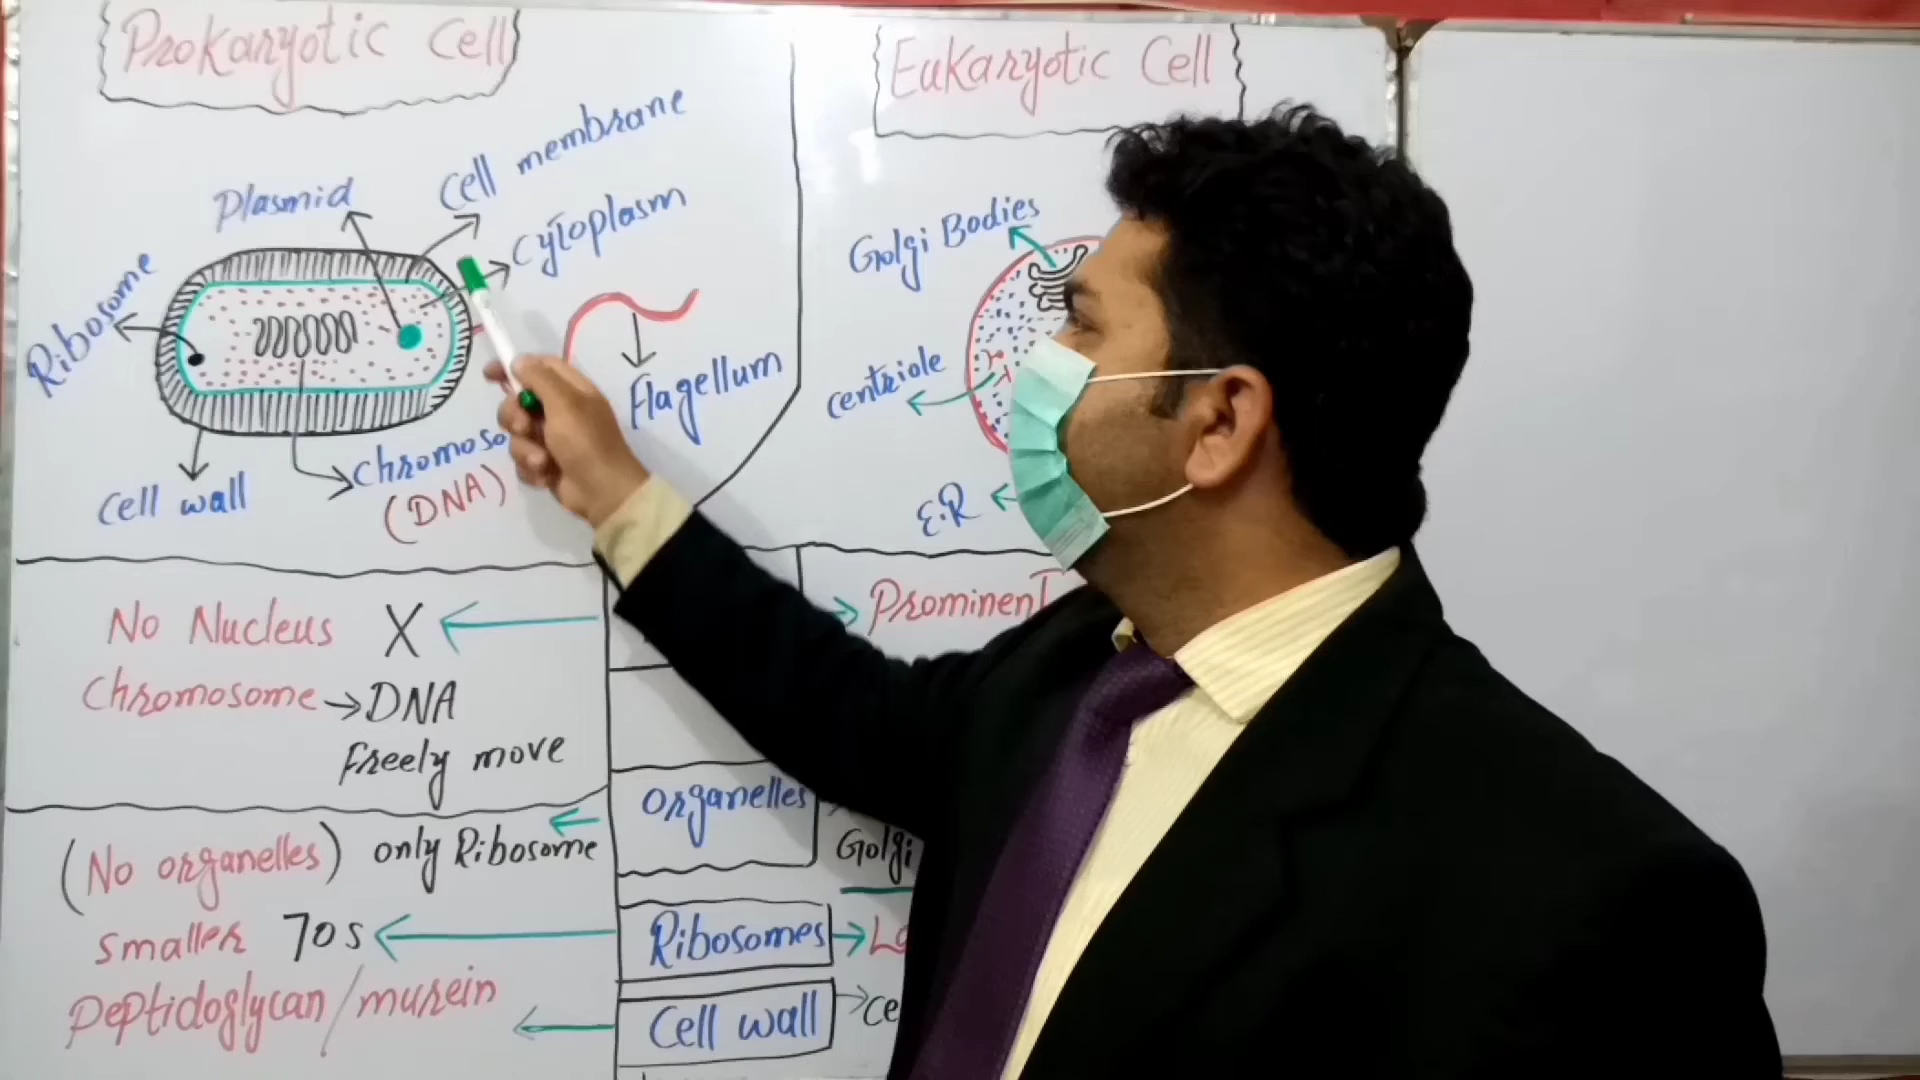 Prokaryotic Cell
Plasmid
Cell membrane
Cytoplasm
Ribosome
Flagellum
Cell wall
Chromoso
(DNA)
Eukaryotic Cell
Golgi Bodies
Centriole
E.R
No Nucleus X
Prominent
Chromosome → DNA
Freely move
(No organelles) only Ribosome
organelles
Golgi
smaller 70s
Ribosomes
Peptidoglycan/murein
Cell wall